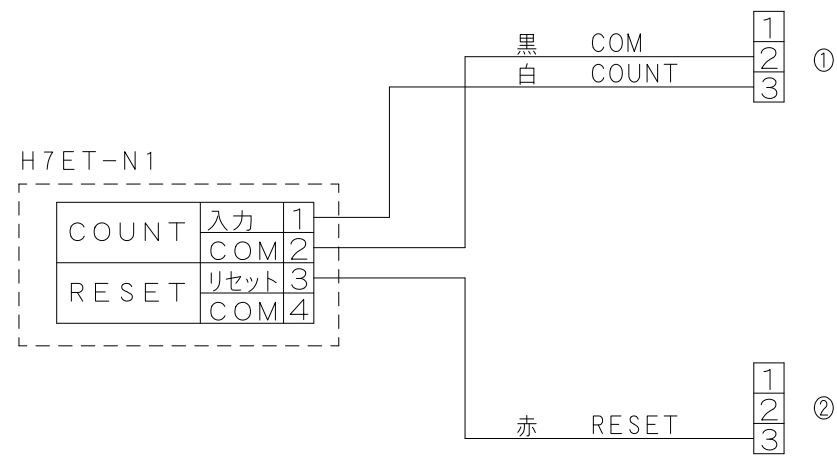 1
黒 COM 2 ①
白 COUNT 3
H7ET-N1
COUNT 入力 1
COM 2
RESET リセット 3
COM 4
1
2 ②
赤 RESET 3